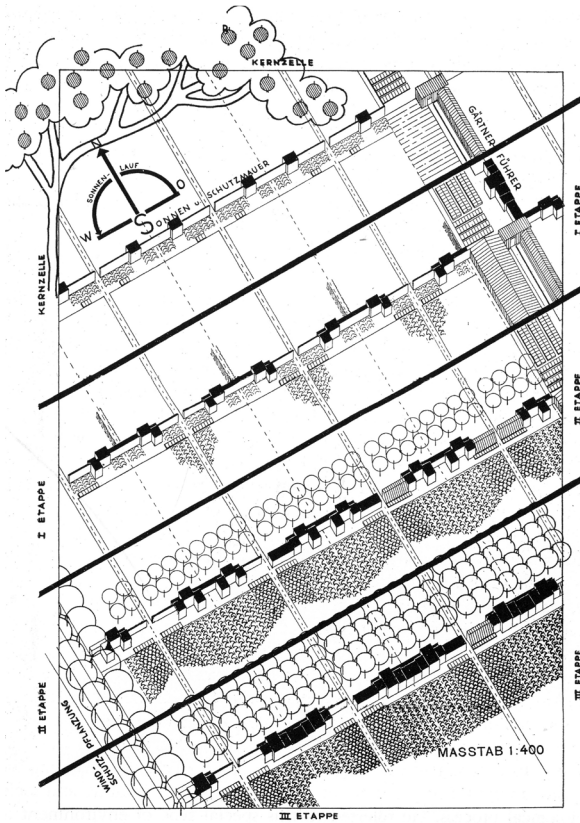 KERNZELLE
GÄRTNER-FÜHRER
N
SONNEN-LAUF
O
W
S
SONNEN U. SCHUTZMAUER
KERNZELLE
I ETAPPE
II ETAPPE
I ETAPPE
II ETAPPE
WIND-
SCHUTZ-PFLANZUNG
III ETAPPE
MASSTAB 1:400
III ETAPPE